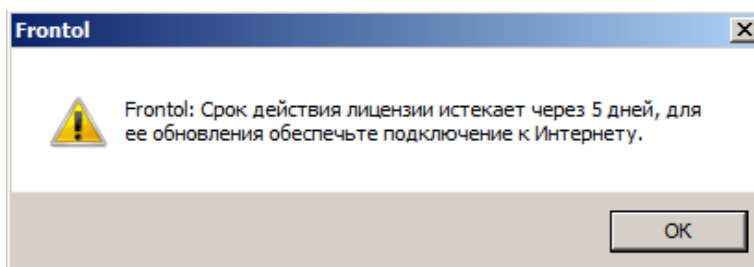 Frontol
Frontol: Срок действия лицензии истекает через 5 дней, для
ее обновления обеспечьте подключение к Интернету.
OK